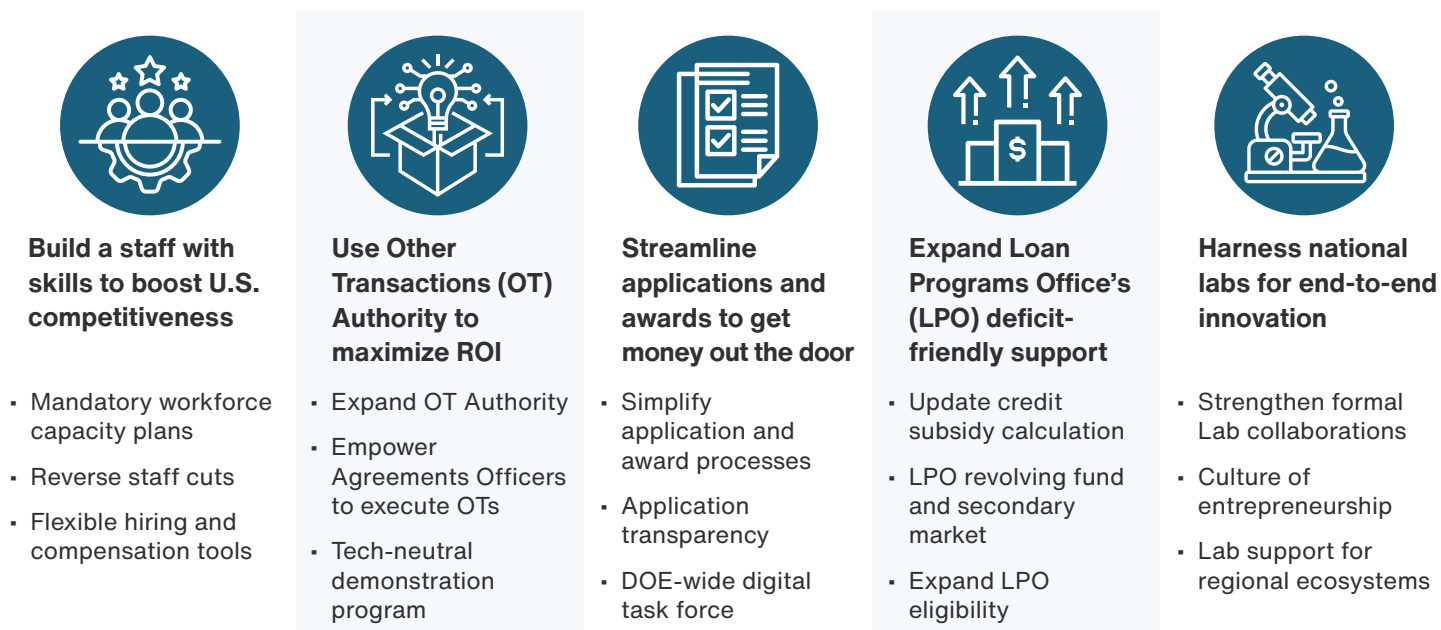 Build a staff with
skills to boost U.S.
competitiveness
▪ Mandatory workforce
capacity plans
▪ Reverse staff cuts
▪ Flexible hiring and
compensation tools
Use Other
Transactions (OT)
Authority to
maximize ROI
▪ Expand OT Authority
▪ Empower
Agreements Officers
to execute OTs
▪ Tech-neutral
demonstration
program
Streamline
applications and
awards to get
money out the door
▪ Simplify
application and
award processes
▪ Application
transparency
▪ DOE-wide digital
task force
$
Expand Loan
Programs Office’s
(LPO) deficit-
friendly support
▪ Update credit
subsidy calculation
▪ LPO revolving fund
and secondary
market
▪ Expand LPO
eligibility
Harness national
labs for end-to-end
innovation
▪ Strengthen formal
Lab collaborations
▪ Culture of
entrepreneurship
▪ Lab support for
regional ecosystems